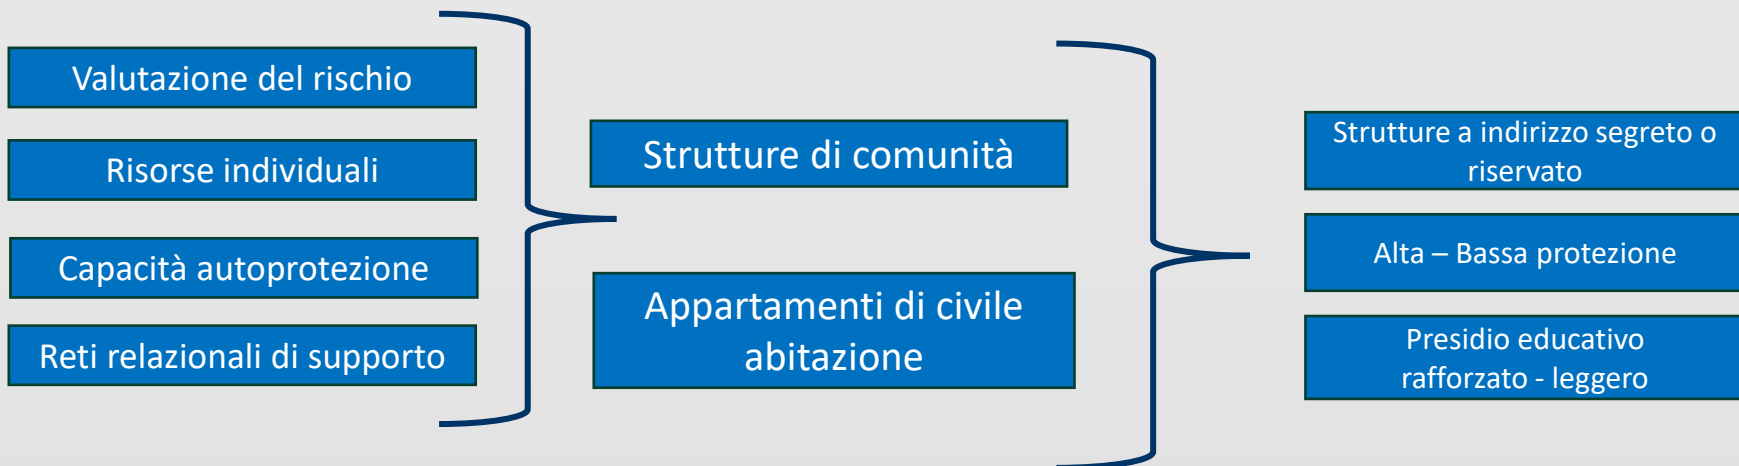 Valutazione del rischio
Risorse individuali
Capacità autoprotezione
Reti relazionali di supporto
Strutture di comunità
Appartamenti di civile
abitazione
Strutture a indirizzo segreto o
riservato
Alta – Bassa protezione
Presidio educativo
rafforzato - leggero